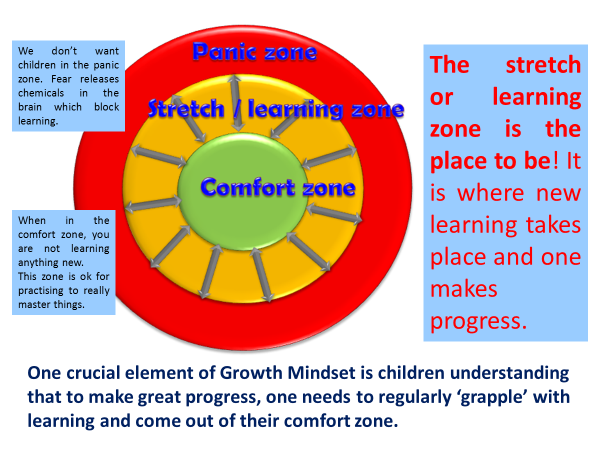 We don't want
children in the panic
zone. Fear releases
chemicals in the
brain which block
learning.
Panic zone
Stretch / learning zone
Comfort zone
When in the
comfort zone, you
are not learning
anything new.
This zone is ok for
practising to really
master things.
The stretch
or learning
zone is the
place to be! It
is where new
learning takes
place and one
makes
progress.
One crucial element of Growth Mindset is children understanding
that to make great progress, one needs to regularly ‘grapple’ with
learning and come out of their comfort zone.